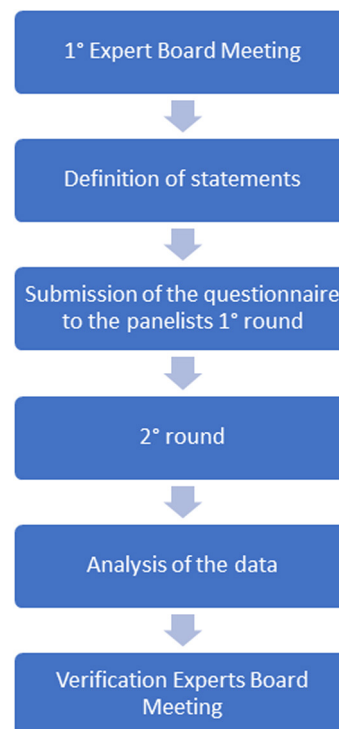 1° Expert Board Meeting
Definition of statements
Submission of the questionnaire
to the panelists 1° round
2° round
Analysis of the data
Verification Experts Board
Meeting